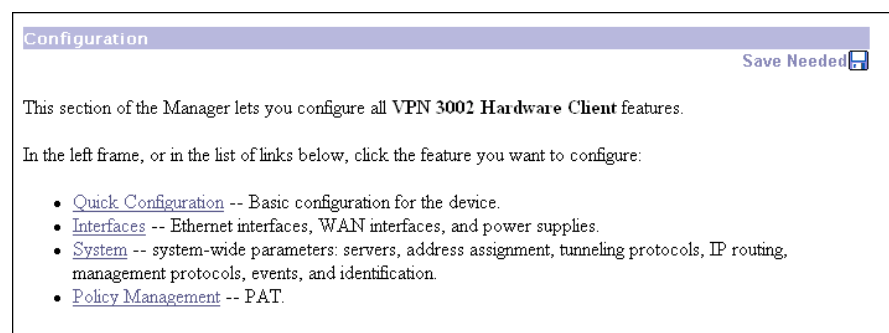 Configuration
Save Needed
This section of the Manager lets you configure all VPN 3002 Hardware Client features.
In the left frame, or in the list of links below, click the feature you want to configure:
• Quick Configuration -- Basic configuration for the device.
• Interfaces -- Ethernet interfaces, WAN interfaces, and power supplies.
• System -- system-wide parameters: servers, address assignment, tunneling protocols, IP routing,
management protocols, events, and identification.
• Policy Management -- PAT.